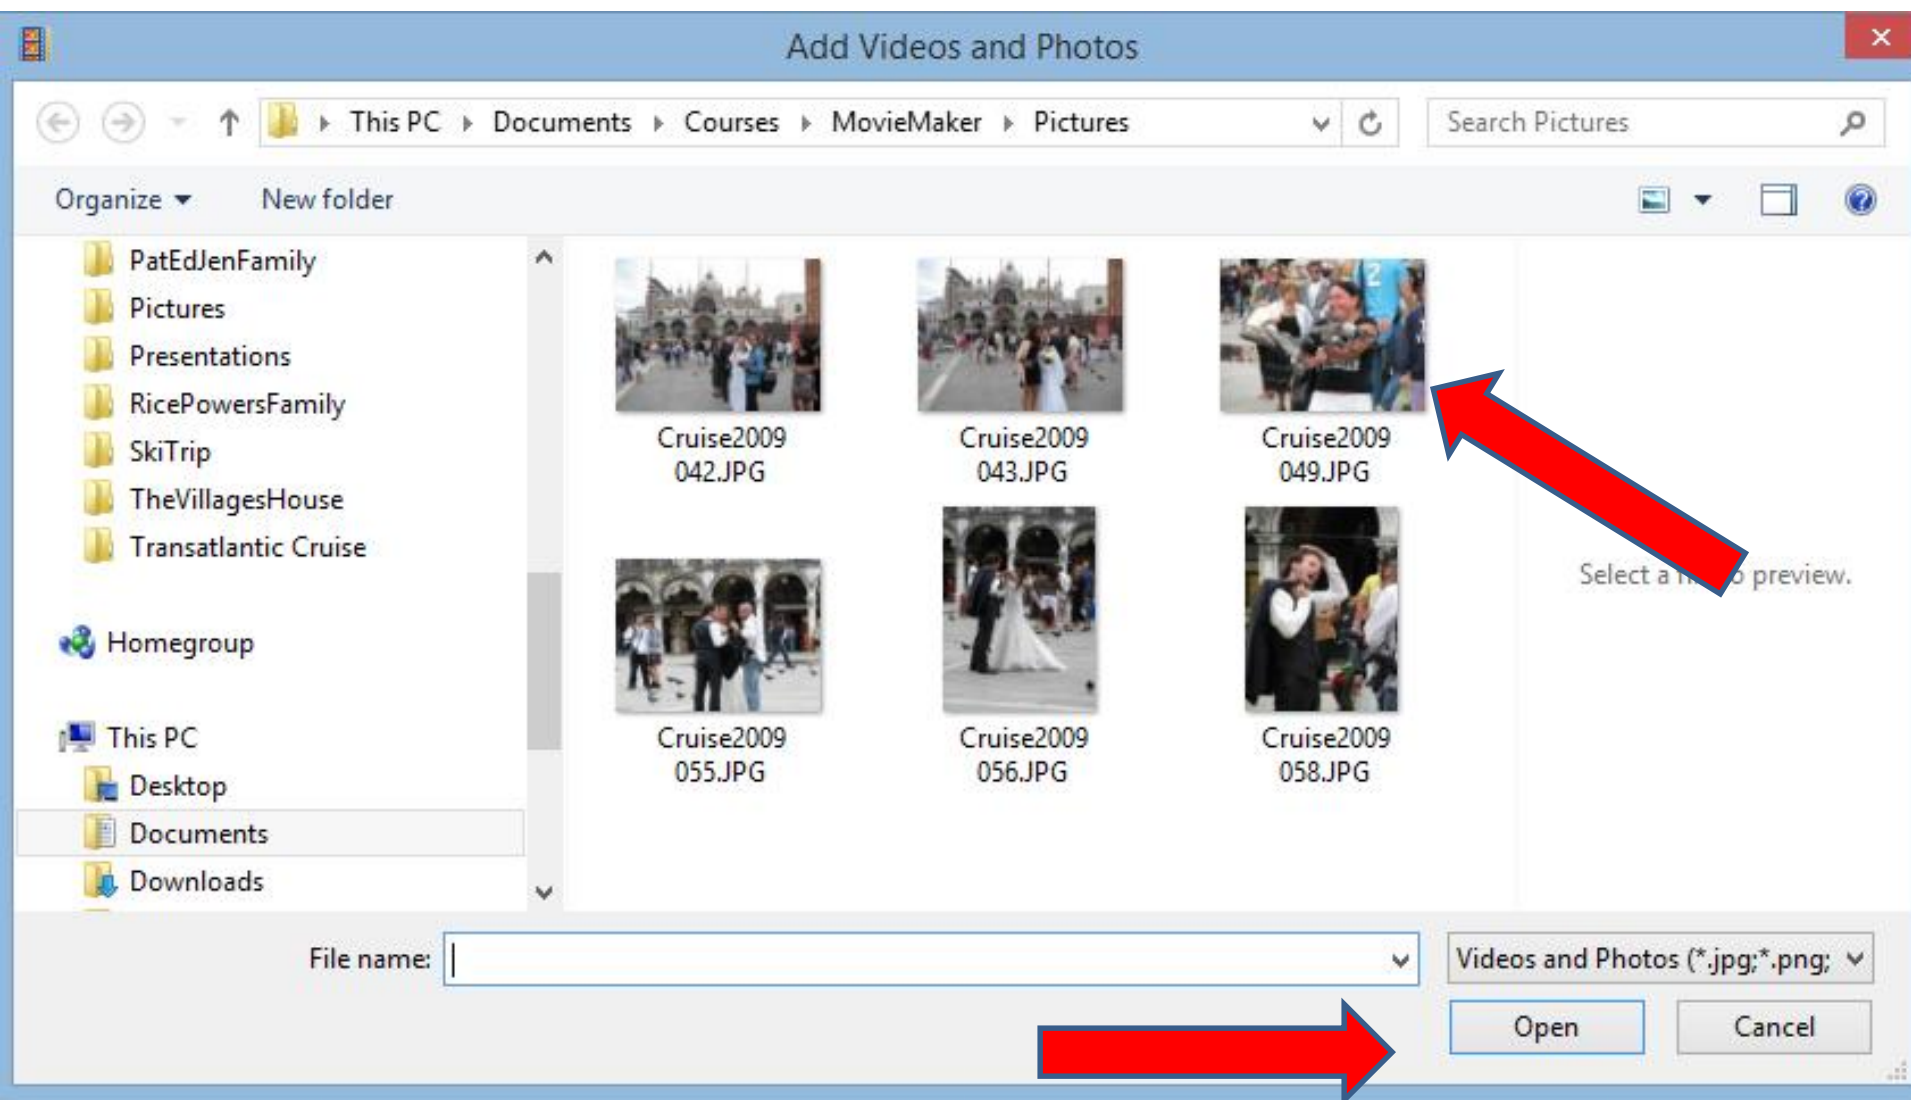 Add Videos and Photos
This PC Documents Courses MovieMaker Pictures
Search Pictures
Organize New folder
PatEdJenFamily
Pictures
Presentations
RicePowersFamily
SkiTrip
TheVillagesHouse
Transatlantic Cruise
Homegroup
This PC
Desktop
Documents
Downloads
Cruise2009
042.JPG
Cruise2009
043.JPG
2
Cruise2009
049.JPG
Cruise2009
055.JPG
Cruise2009
056.JPG
Cruise2009
058.JPG
Select a preview.
File name:
Videos and Photos (*.jpg;*.png;
Open Cancel